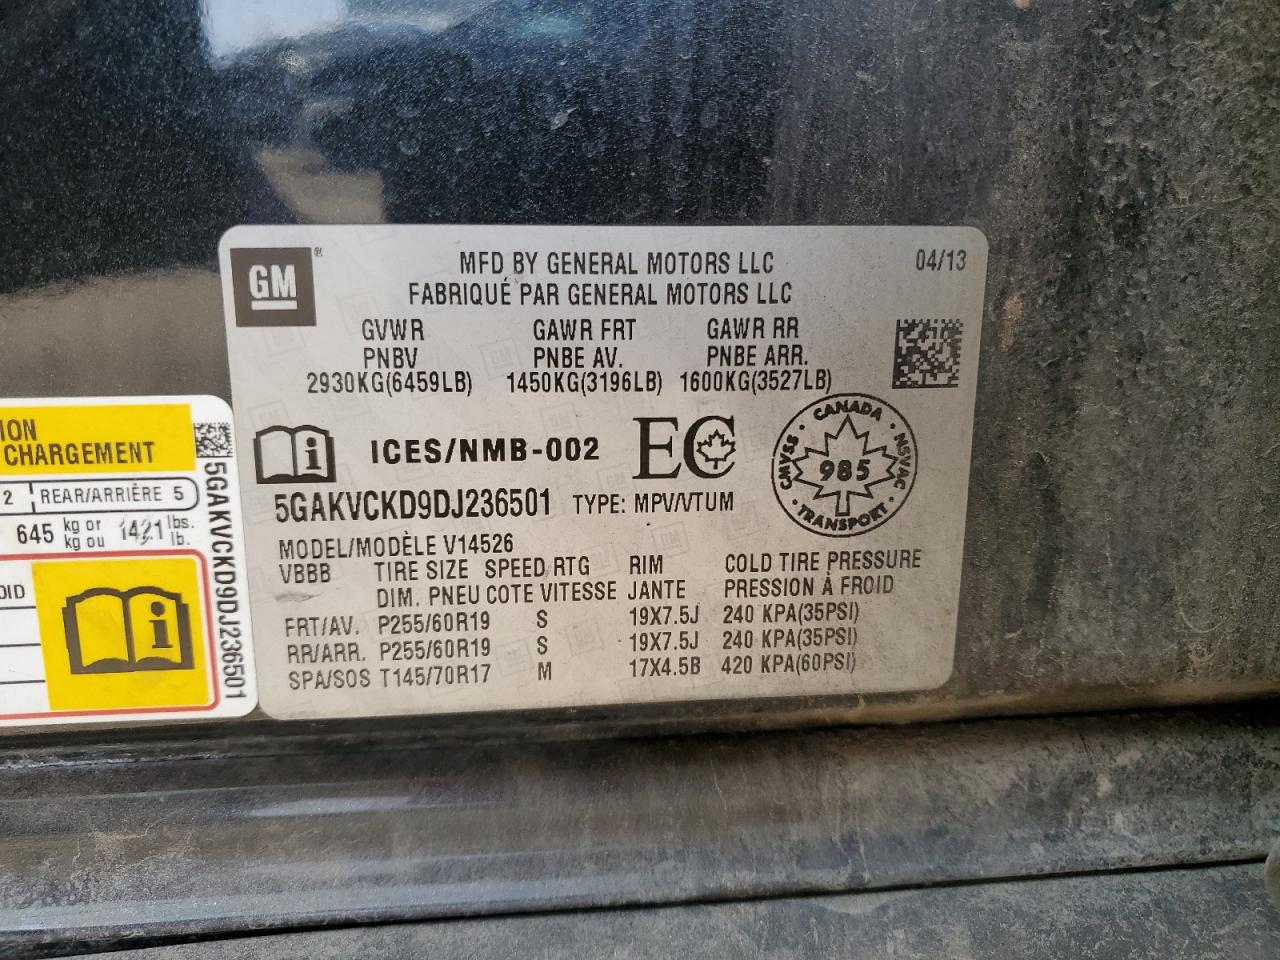 GM
®
MFD BY GENERAL MOTORS LLC
04/13
FABRIQUÉ PAR GENERAL MOTORS LLC
GVWR GAWR FRT GAWR RR
PNBV PNBE AV. PNBE ARR.
2930KG(6459LB) 1450KG(3196LB) 1600KG(3527LB)
i ICES/NMB-002 EC
CANADA
CMVSS 985 NSVAC
TRANSPORT
5GAKVCKD9DJ236501 TYPE: MPV/VTUM
MODEL/MODÈLE V14526
VBBB TIRE SIZE SPEED RTG RIM COLD TIRE PRESSURE
DIM. PNEU COTE VITESSE JANTE PRESSION À FROID
FRT/AV. P255/60R19 S 19X7.5J 240 KPA(35PSI)
RR/ARR. P255/60R19 S 19X7.5J 240 KPA(35PSI)
SPA/SOS T145/70R17 M 17X4.5B 420 KPA(60PSI)
ION
CHARGEMENT
2 REAR/ARRIÈRE 5
645 kg or 1421 lbs.
kg ou lb.
OID
i
5GAKVCKD9DJ236501